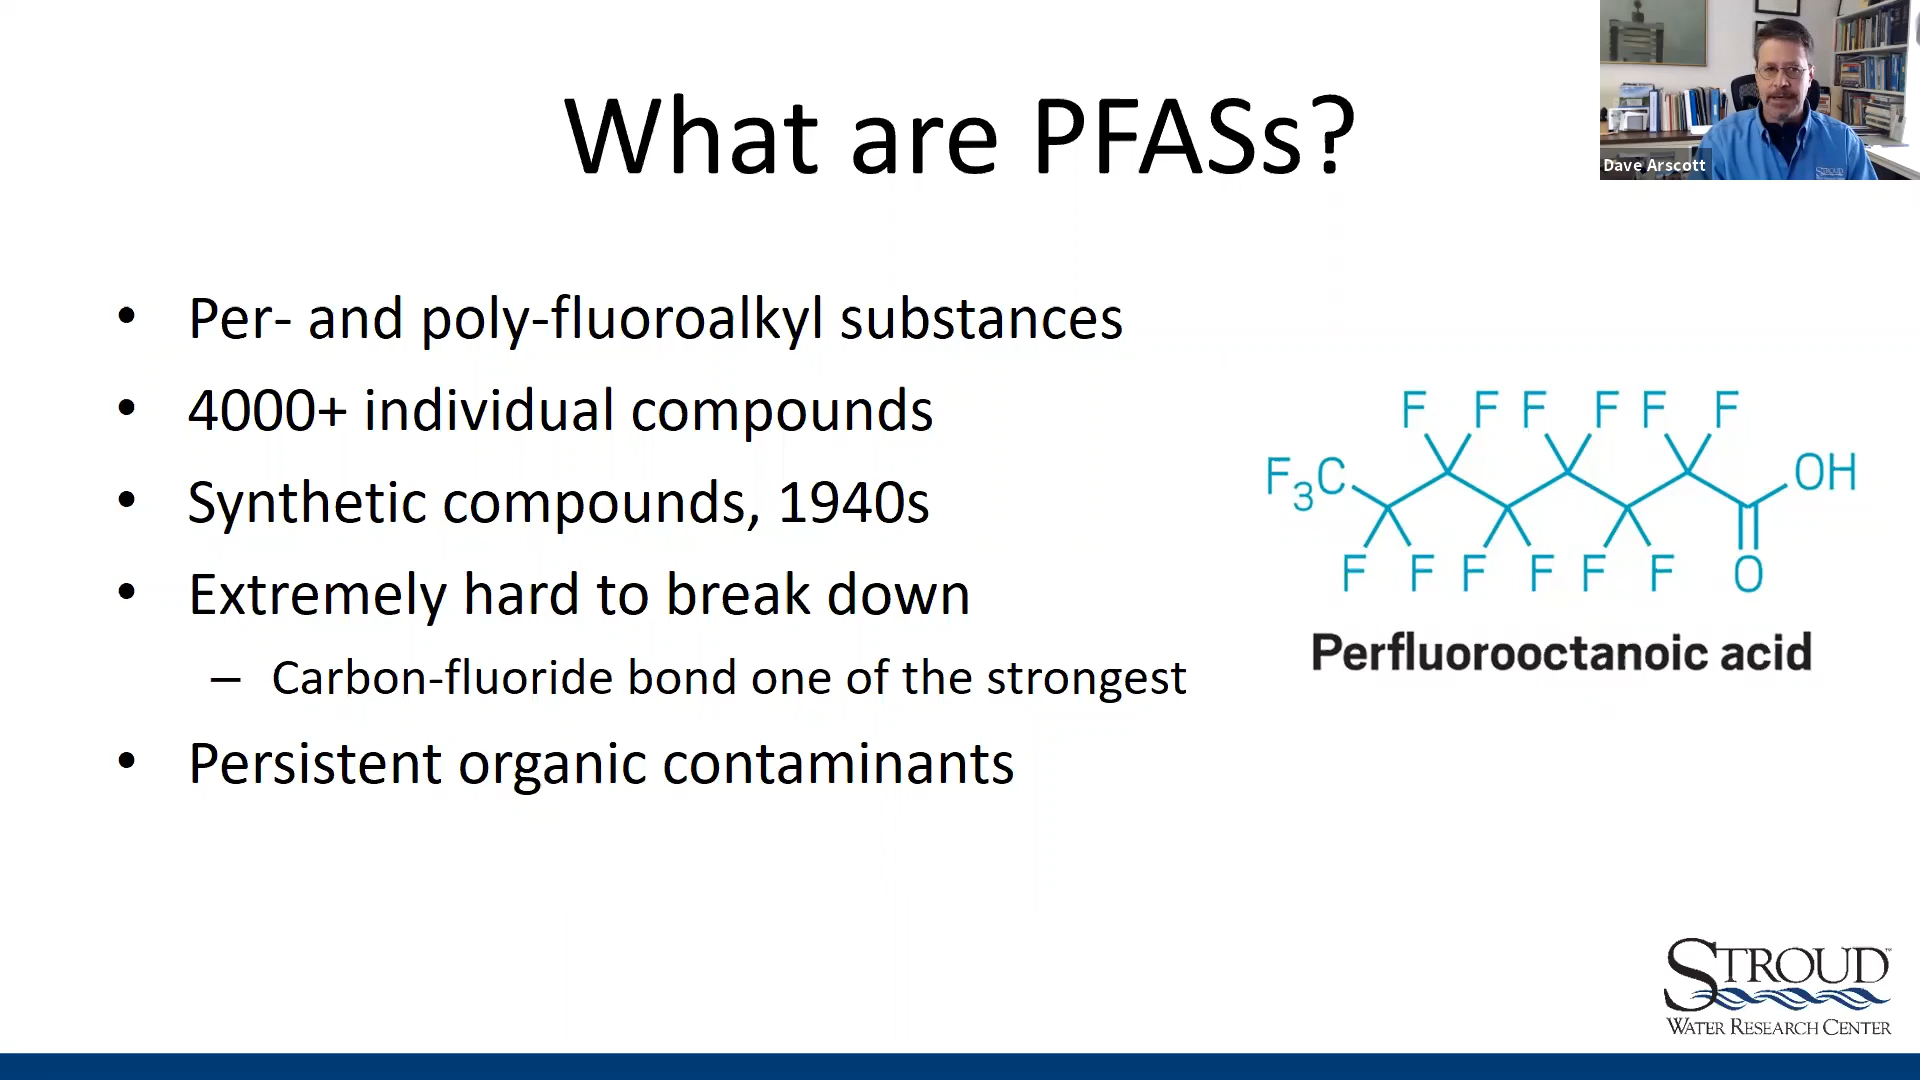 What are PFASs?
Dave Arscott
STROUD
• Per- and poly-fluoroalkyl substances
• 4000+ individual compounds
• Synthetic compounds, 1940s
• Extremely hard to break down
– Carbon-fluoride bond one of the strongest
• Persistent organic contaminants
F F F F F F
F3C OH
F F F F F F O
Perfluorooctanoic acid
STROUD™
WATER RESEARCH CENTER